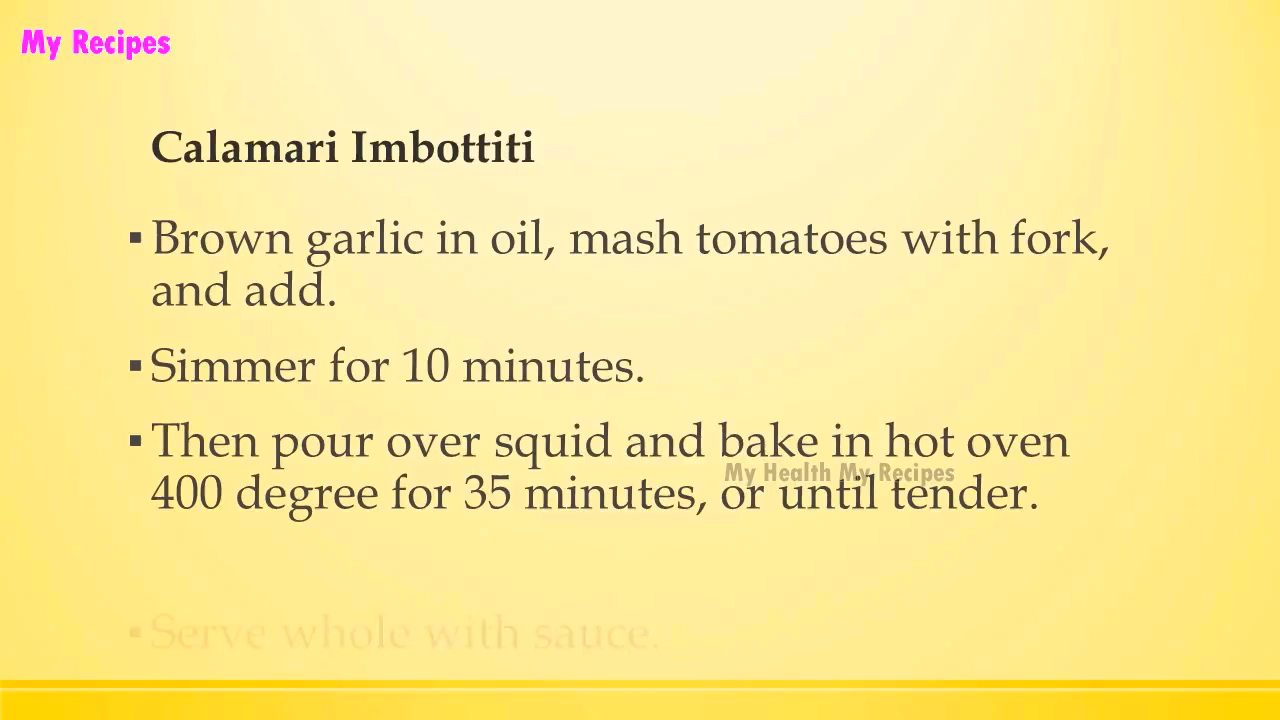 My Recipes
Calamari Imbottiti
▪ Brown garlic in oil, mash tomatoes with fork,
and add.
▪ Simmer for 10 minutes.
▪ Then pour over squid and bake in hot oven
My Health My Recipes
400 degree for 35 minutes, or until tender.
▪ Serve whole with sauce.